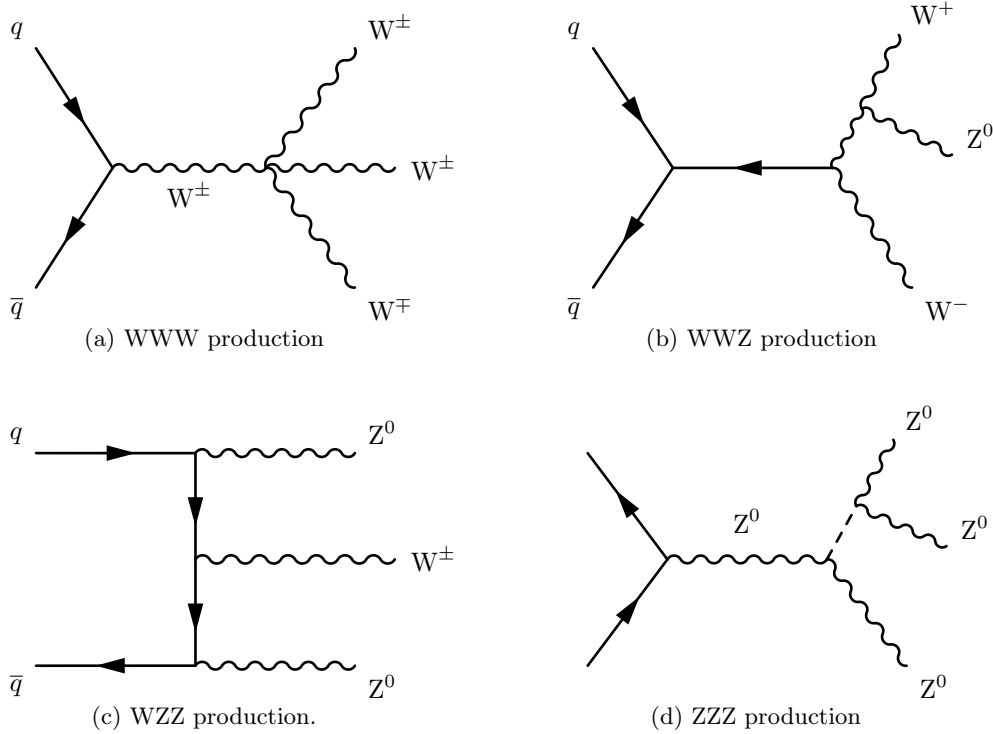 q
W±
W±
W±
q̅
W∓
(a) WWW production
q
W⁺
Z⁰
q̅
W⁻
(b) WWZ production
q
Z⁰
W±
q̅
Z⁰
(c) WZZ production.
Z⁰
Z⁰
Z⁰
Z⁰
(d) ZZZ production